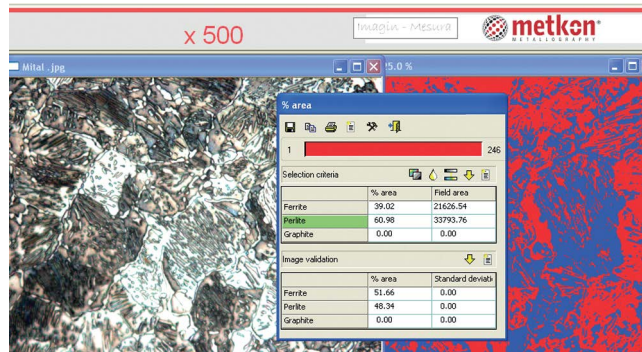 x 500
Imagin - Mesura
metkon
METALLOGRAPHY
Mital .jpg
25.0 %
% area
1
246
Selection criteria
% area Field area
Ferrite 39.02 21626.54
Perlite 60.98 33793.76
Graphite 0.00 0.00
Image validation
% area Standard deviati
Ferrite 51.66 0.00
Perlite 48.34 0.00
Graphite 0.00 0.00